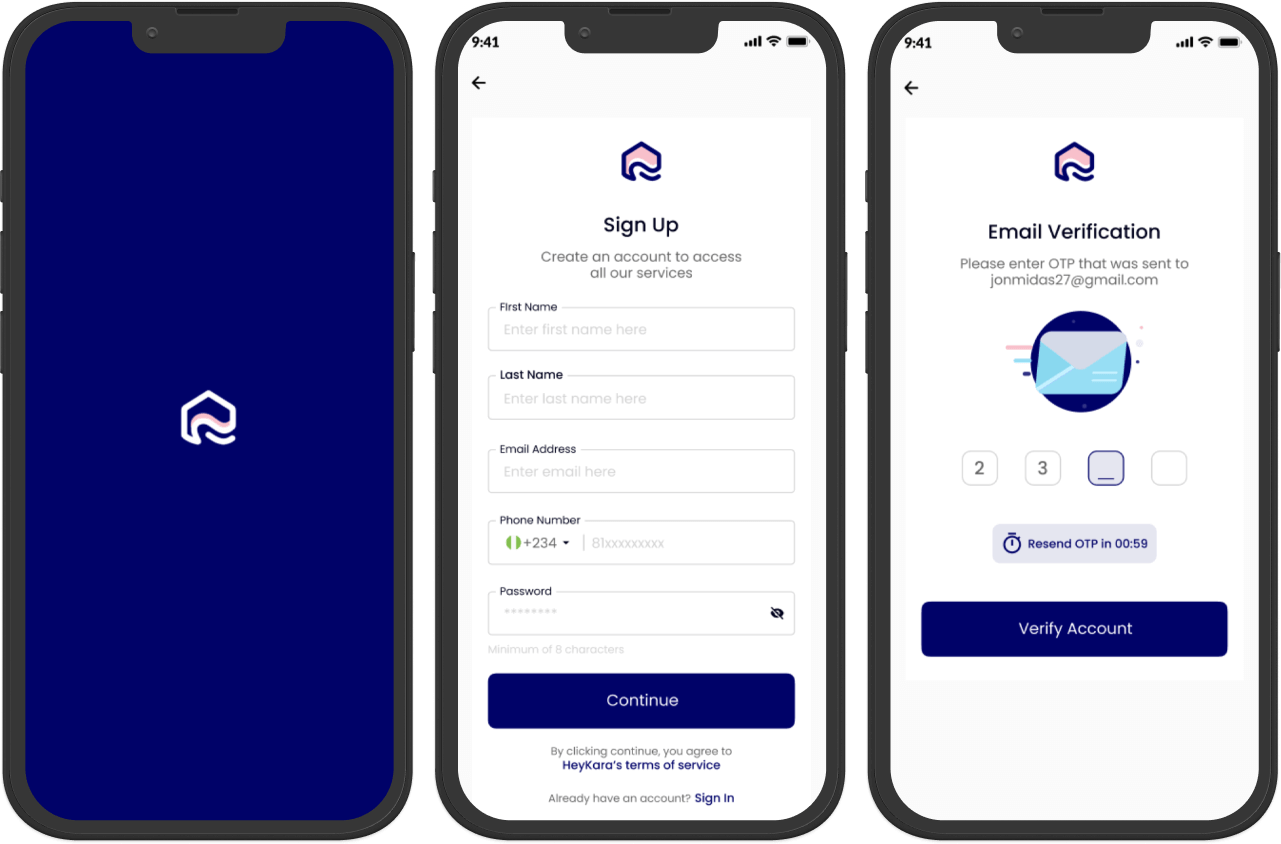 9:41
Sign Up
Create an account to access
all our services
First Name
Enter first name here
Last Name
Enter last name here
Email Address
Enter email here
Phone Number
+234
81xxxxxxxxx
Password
********
Minimum of 8 characters
Continue
By clicking continue, you agree to
HeyKara's terms of service
Already have an account? Sign In
9:41
Email Verification
Please enter OTP that was sent to
jonmidas27@gmail.com
2 3 _
Resend OTP in 00:59
Verify Account